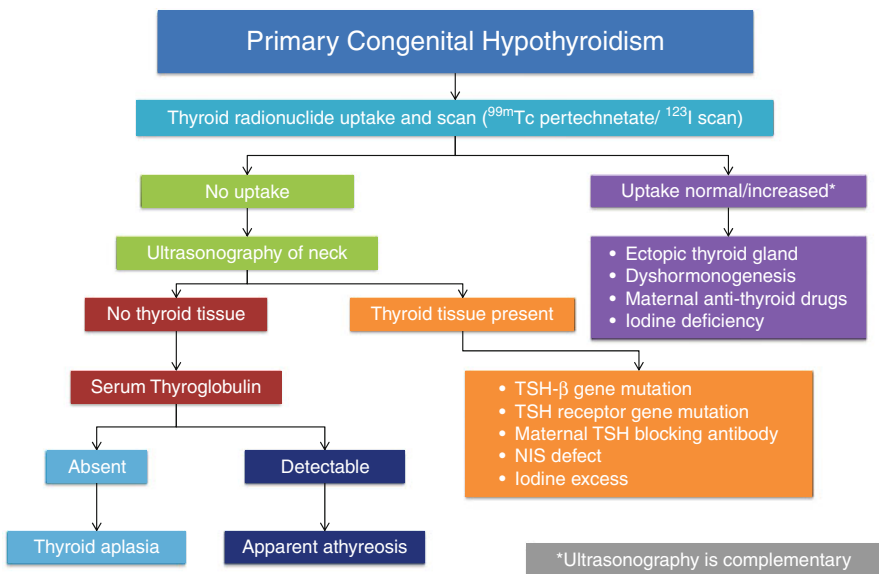 Primary Congenital Hypothyroidism
Thyroid radionuclide uptake and scan (99mTc pertechnetate/ 123I scan)
No uptake
Uptake normal/increased*
Ultrasonography of neck
• Ectopic thyroid gland
• Dyshormonogenesis
• Maternal anti-thyroid drugs
• Iodine deficiency
No thyroid tissue
Thyroid tissue present
Serum Thyroglobulin
• TSH-β gene mutation
• TSH receptor gene mutation
• Maternal TSH blocking antibody
• NIS defect
• Iodine excess
Absent
Detectable
Thyroid aplasia
Apparent athyreosis
*Ultrasonography is complementary